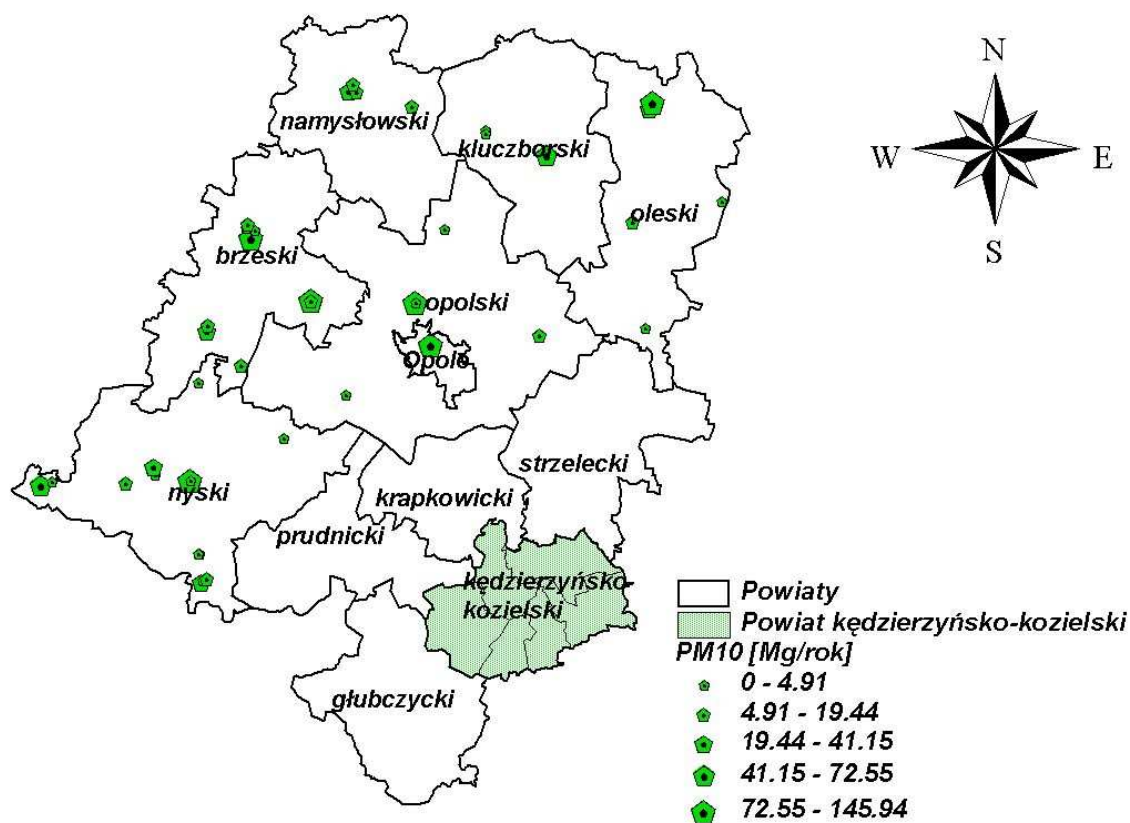 N
W
E
S
namysłowski
kluczborski
oleski
brzeski
opolski
Opole
strzelecki
nyski
krapkowicki
prudnicki
kędzierzyńsko-
kozielski
głubczycki
Powiaty
Powiat kędzierzyńsko-kozielski
PM10 [Mg/rok]
0 - 4.91
4.91 - 19.44
19.44 - 41.15
41.15 - 72.55
72.55 - 145.94